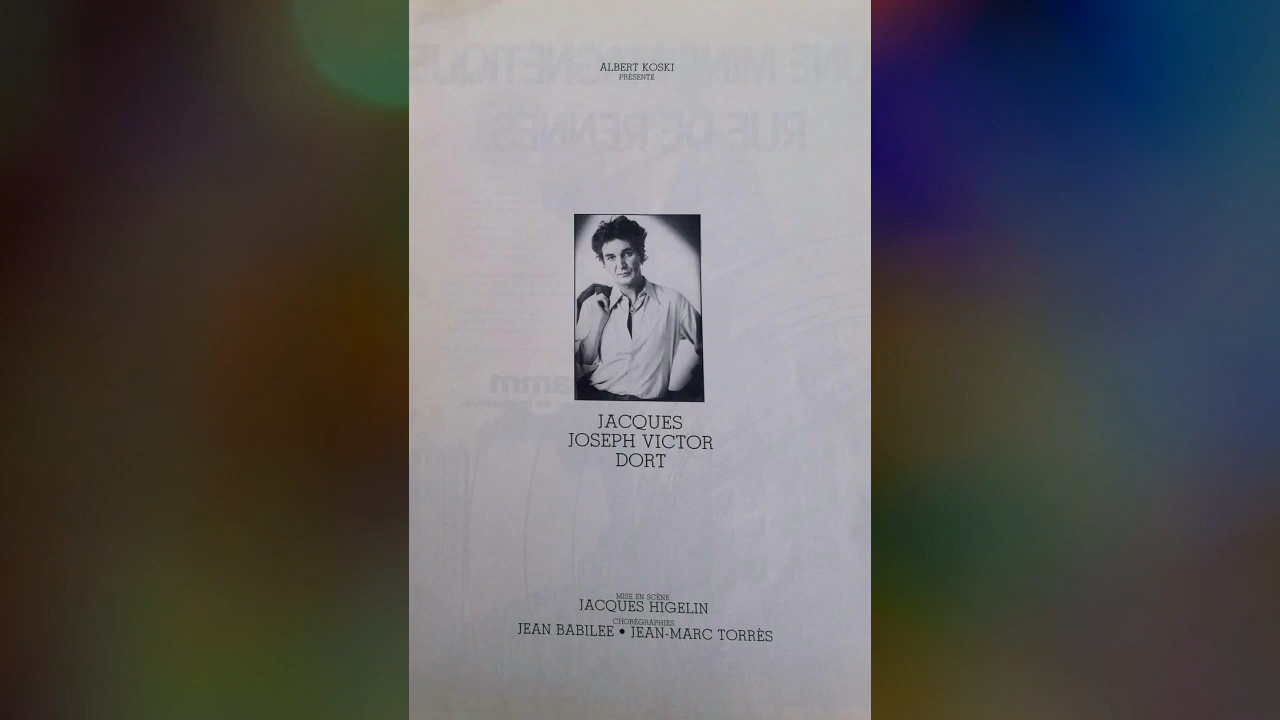 ALBERT KOSKI
PRÉSENTE
JACQUES
JOSEPH VICTOR
DORT
MISE EN SCÈNE
JACQUES HIGELIN
CHORÉGRAPHIES
JEAN BABILEE • JEAN-MARC TORRÈS